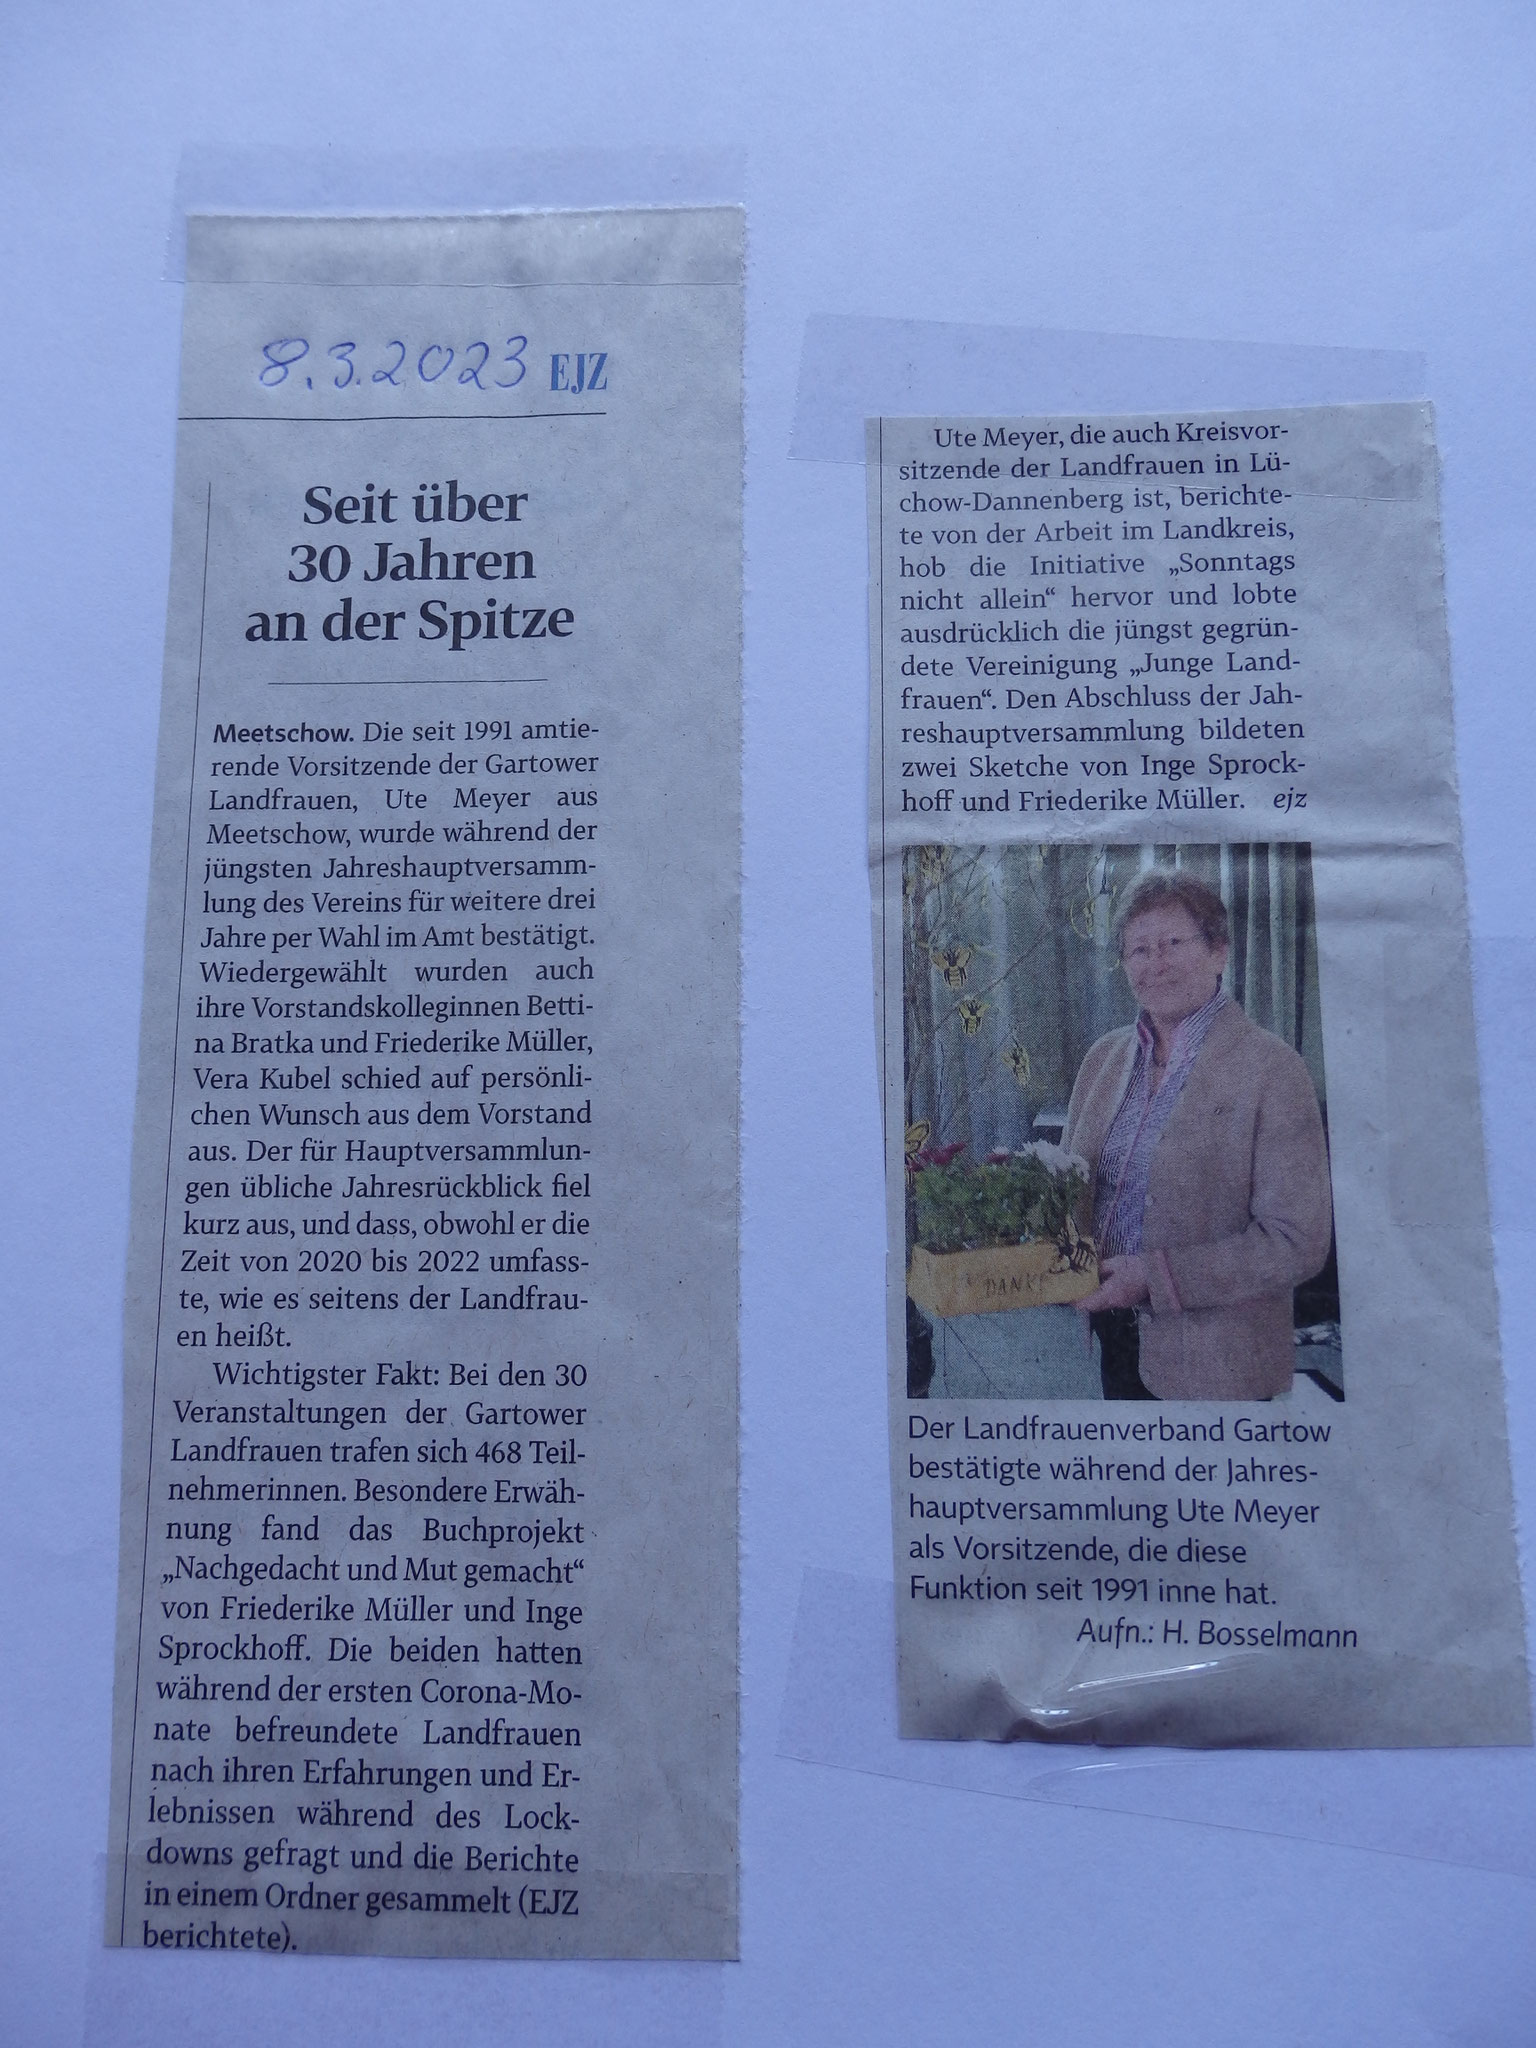 8.3.2023 EJZ
Seit über
30 Jahren
an der Spitze
Meetschow. Die seit 1991 amtie-
rende Vorsitzende der Gartower
Landfrauen, Ute Meyer aus
Meetschow, wurde während der
jüngsten Jahreshauptversamm-
lung des Vereins für weitere drei
Jahre per Wahl im Amt bestätigt.
Wiedergewählt wurden auch
ihre Vorstandskolleginnen Betti-
na Bratka und Friederike Müller,
Vera Kubel schied auf persönli-
chen Wunsch aus dem Vorstand
aus. Der für Hauptversammlun-
gen übliche Jahresrückblick fiel
kurz aus, und dass, obwohl er die
Zeit von 2020 bis 2022 umfass-
te, wie es seitens der Landfrau-
en heißt.
Wichtigster Fakt: Bei den 30
Veranstaltungen der Gartower
Landfrauen trafen sich 468 Teil-
nehmerinnen. Besondere Erwäh-
nung fand das Buchprojekt
„Nachgedacht und Mut gemacht“
von Friederike Müller und Inge
Sprockhoff. Die beiden hatten
während der ersten Corona-Mo-
nate befreundete Landfrauen
nach ihren Erfahrungen und Er-
lebnissen während des Lock-
downs gefragt und die Berichte
in einem Ordner gesammelt (EJZ
berichtete).
Ute Meyer, die auch Kreisvor-
sitzende der Landfrauen in Lü-
chow-Dannenberg ist, berichte-
te von der Arbeit im Landkreis,
hob die Initiative „Sonntags
nicht allein“ hervor und lobte
ausdrücklich die jüngst gegrün-
dete Vereinigung „Junge Land-
frauen“. Den Abschluss der Jah-
reshauptversammlung bildeten
zwei Sketche von Inge Sprock-
hoff und Friederike Müller. ejz
DANKE
Der Landfrauenverband Gartow
bestätigte während der Jahres-
hauptversammlung Ute Meyer
als Vorsitzende, die diese
Funktion seit 1991 inne hat.
Aufn.: H. Bosselmann